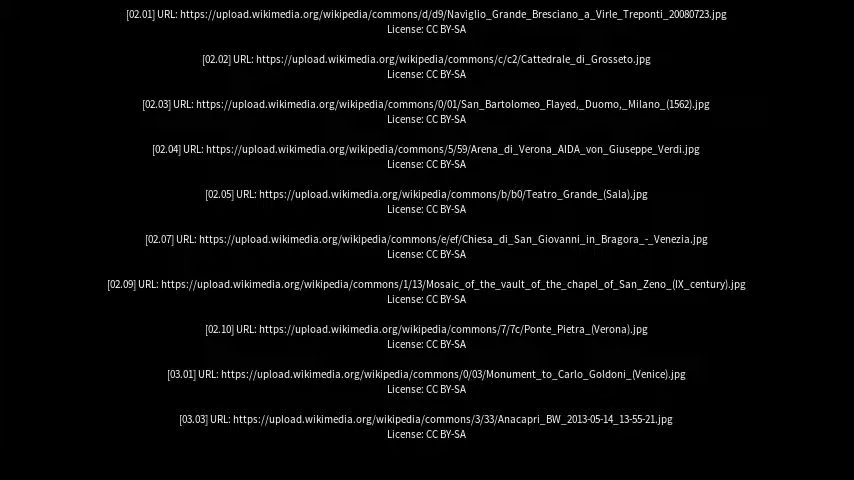 [02.01] URL: https://upload.wikimedia.org/wikipedia/commons/d/d9/Naviglio_Grande_Bresciano_a_Virle_Treponti_20080723.jpg
License: CC BY-SA
[02.02] URL: https://upload.wikimedia.org/wikipedia/commons/c/c2/Cattedrale_di_Grosseto.jpg
License: CC BY-SA
[02.03] URL: https://upload.wikimedia.org/wikipedia/commons/0/01/San_Bartolomeo_Flayed,_Duomo,_Milano_(1562).jpg
License: CC BY-SA
[02.04] URL: https://upload.wikimedia.org/wikipedia/commons/5/59/Arena_di_Verona_AIDA_von_Giuseppe_Verdi.jpg
License: CC BY-SA
[02.05] URL: https://upload.wikimedia.org/wikipedia/commons/b/b0/Teatro_Grande_(Sala).jpg
License: CC BY-SA
[02.07] URL: https://upload.wikimedia.org/wikipedia/commons/e/ef/Chiesa_di_San_Giovanni_in_Bragora_-_Venezia.jpg
License: CC BY-SA
[02.09] URL: https://upload.wikimedia.org/wikipedia/commons/1/13/Mosaic_of_the_vault_of_the_chapel_of_San_Zeno_(IX_century).jpg
License: CC BY-SA
[02.10] URL: https://upload.wikimedia.org/wikipedia/commons/7/7c/Ponte_Pietra_(Verona).jpg
License: CC BY-SA
[03.01] URL: https://upload.wikimedia.org/wikipedia/commons/0/03/Monument_to_Carlo_Goldoni_(Venice).jpg
License: CC BY-SA
[03.03] URL: https://upload.wikimedia.org/wikipedia/commons/3/33/Anacapri_BW_2013-05-14_13-55-21.jpg
License: CC BY-SA